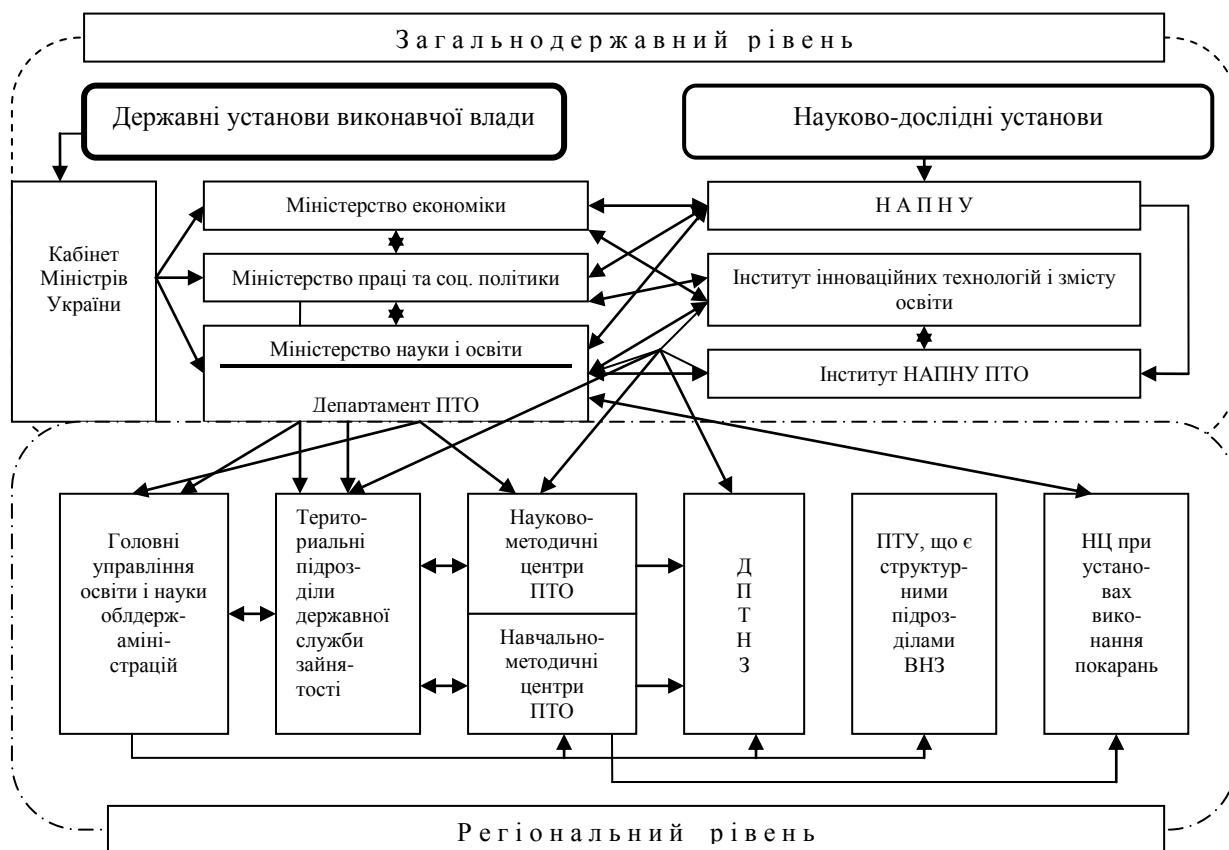 Загальнодержавний рівень
Державні установи виконавчої влади
Науково-дослідні установи
Кабінет
Міністрів
України
Міністерство економіки
Міністерство праці та соц. політики
Міністерство науки і освіти
Департамент ПТО
Н А П Н У
Інститут інноваційних технологій і змісту
освіти
Інститут НАПНУ ПТО
Головні
управління
освіти і науки
облдерж-
аміні-
страцій
Терито-
риальні
підроз-
діли
державної
служби
зайня-
тості
Науково-
методичні
центри
ПТО
Навчально-
методичні
центри
ПТО
Д
П
Т
Н
З
ПТУ, що є
структур-
ними
підроз-
ділами
ВНЗ
НЦ при
устано-
вах
вико-
нання
покарань
Регіональний рівень